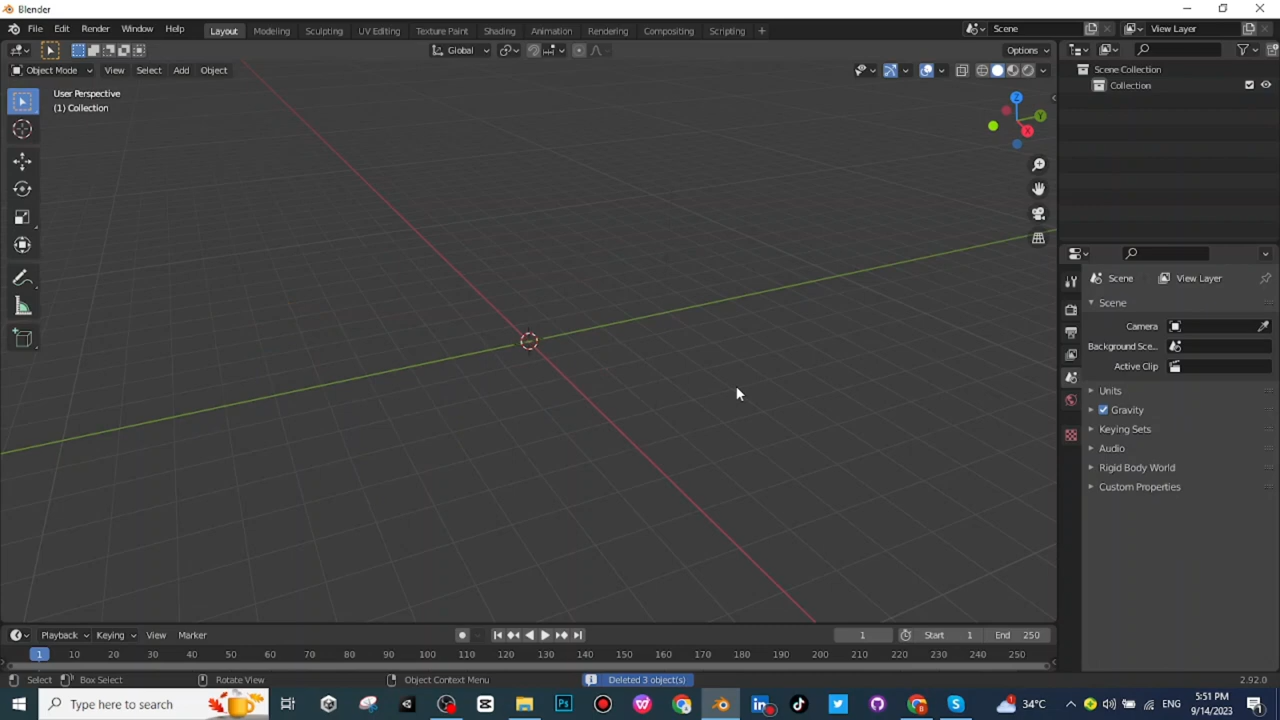 Blender
File Edit Render Window Help Layout Modeling Sculpting UV Editing Texture Paint Shading Animation Rendering Compositing Scripting + Scene View Layer
Global Options
Object Mode View Select Add Object
Scene Collection
Collection
User Perspective
(1) Collection
Z
Y
X
Scene View Layer
Scene
Camera
Background Sce...
Active Clip
Units
Gravity
Keying Sets
Audio
Rigid Body World
Custom Properties
Playback Keying View Marker 1 Start 1 End 250
1 10 20 30 40 50 60 70 80 90 100 110 120 130 140 150 160 170 180 190 200 210 220 230 240 250
Select Box Select Rotate View Object Context Menu Deleted 3 object(s) 2.92.0
Type here to search Ps 34°C ENG 5:51 PM
9/14/2023